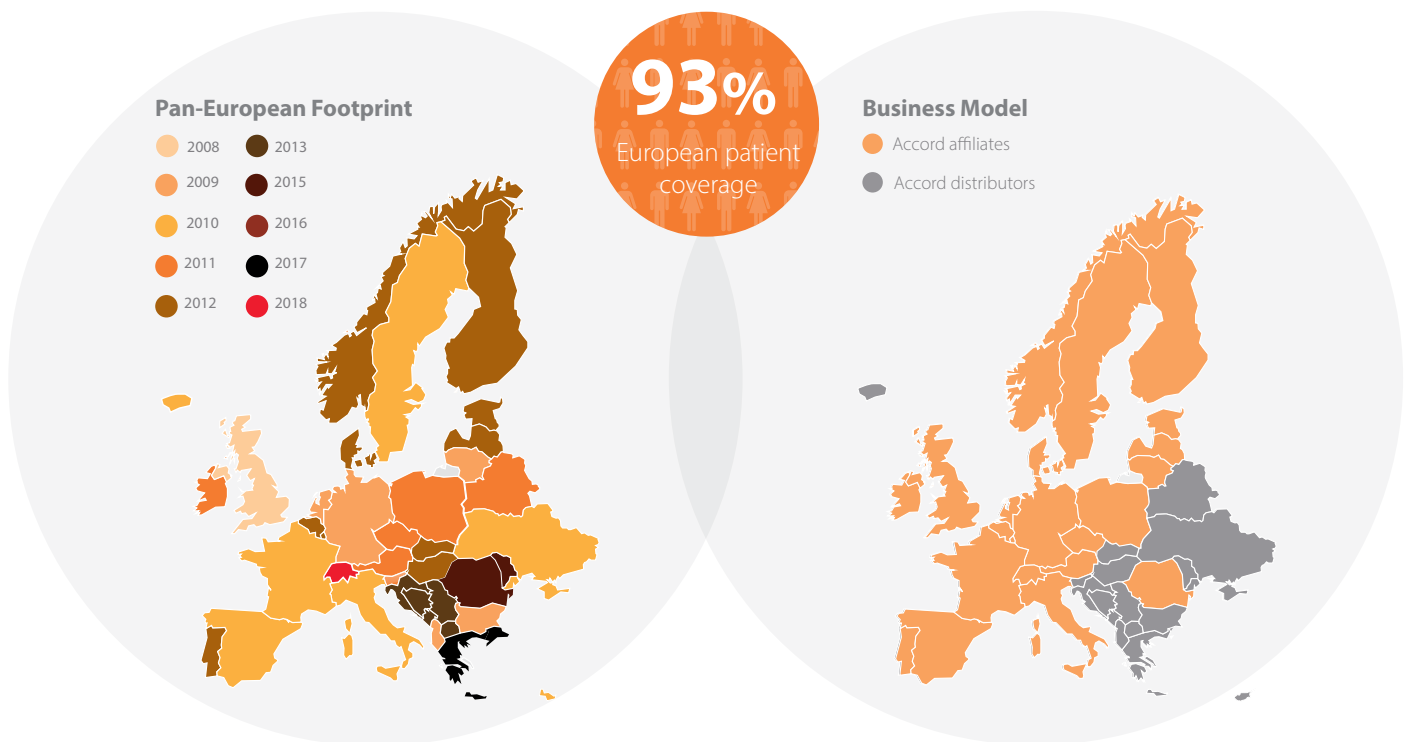 93%
European patient
coverage
Pan-European Footprint
2008
2009
2010
2011
2012
2013
2015
2016
2017
2018
Business Model
Accord affiliates
Accord distributors